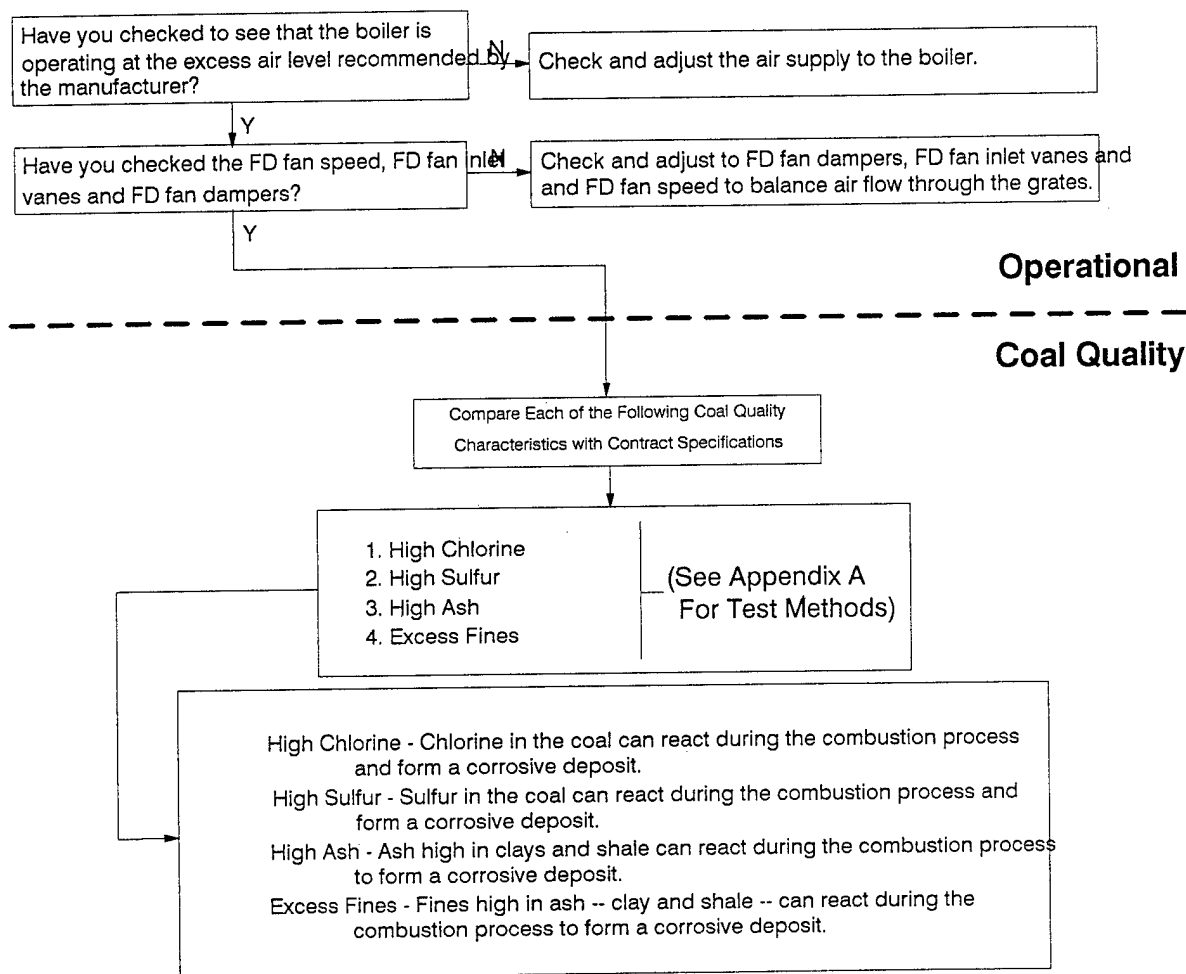 Have you checked to see that the boiler is
operating at the excess air level recommended by
the manufacturer?
N
Check and adjust the air supply to the boiler.
Y
Have you checked the FD fan speed, FD fan inlet
vanes and FD fan dampers?
N
Check and adjust to FD fan dampers, FD fan inlet vanes and
and FD fan speed to balance air flow through the grates.
Y
Operational
Coal Quality
Compare Each of the Following Coal Quality
Characteristics with Contract Specifications
1. High Chlorine
2. High Sulfur
3. High Ash
4. Excess Fines
(See Appendix A
For Test Methods)
High Chlorine - Chlorine in the coal can react during the combustion process
and form a corrosive deposit.
High Sulfur - Sulfur in the coal can react during the combustion process and
form a corrosive deposit.
High Ash - Ash high in clays and shale can react during the combustion process
to form a corrosive deposit.
Excess Fines - Fines high in ash -- clay and shale -- can react during the
combustion process to form a corrosive deposit.